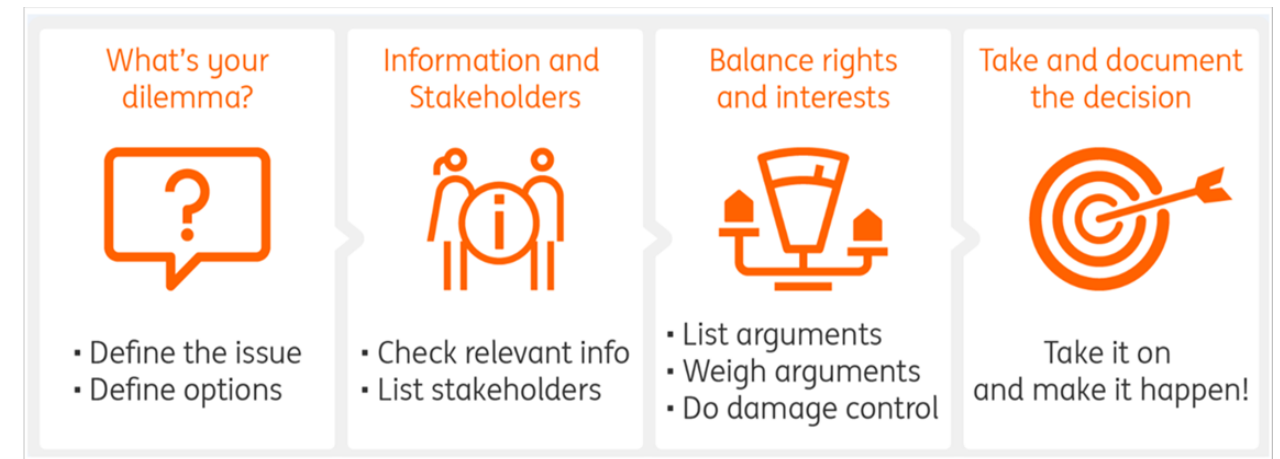 What's your
dilemma?
?
▪ Define the issue
▪ Define options
Information and
Stakeholders
i
▪ Check relevant info
▪ List stakeholders
Balance rights
and interests
▪ List arguments
▪ Weigh arguments
▪ Do damage control
Take and document
the decision
Take it on
and make it happen!